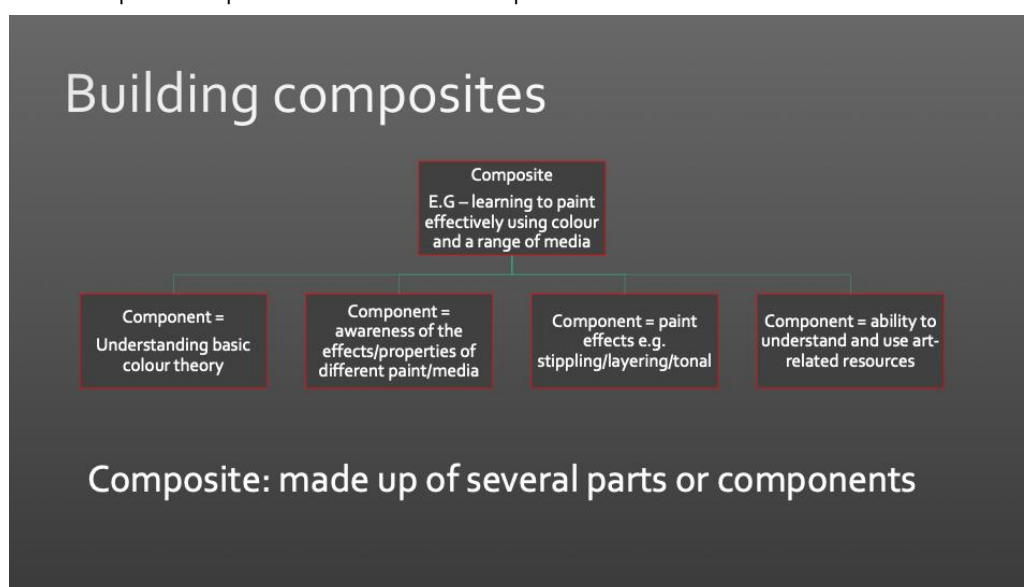 Building composites
Composite
E.G – learning to paint
effectively using colour
and a range of media
Component =
Understanding basic
colour theory
Component =
awareness of the
effects/properties of
different paint/media
Component = paint
effects e.g.
stippling/layering/tonal
Component = ability to
understand and use art-
related resources
Composite: made up of several parts or components